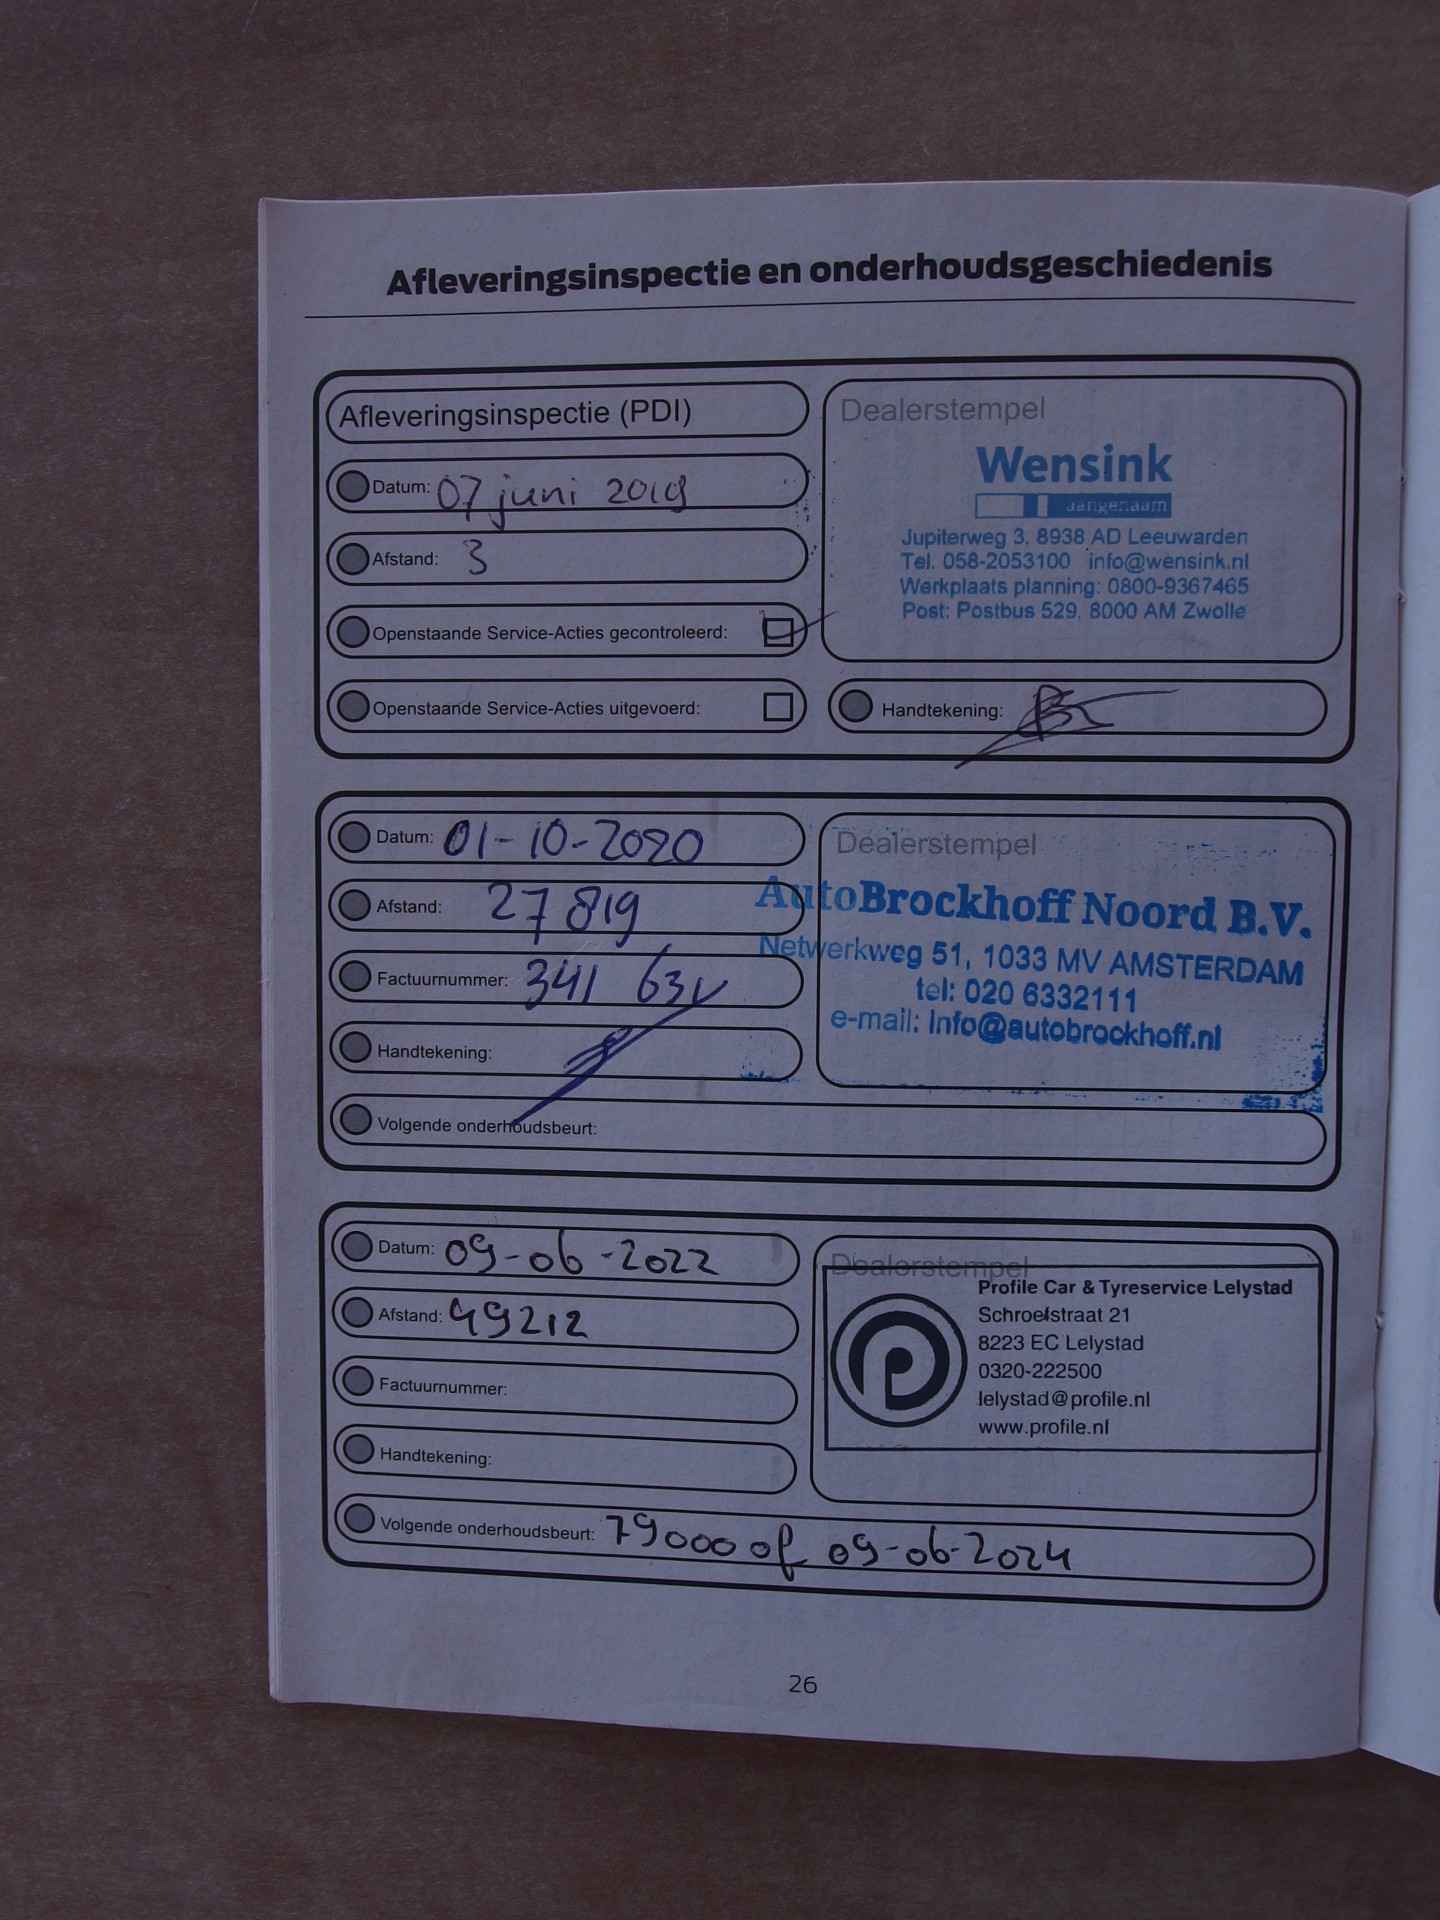 Afleveringsinspectie en onderhoudsgeschiedenis
Afleveringsinspectie (PDI)
Datum: 07 juni 2019
Afstand: 3
Openstaande Service-Acties gecontroleerd:
Openstaande Service-Acties uitgevoerd:
Dealerstempel
Wensink
aangenaam
Jupiterweg 3, 8938 AD Leeuwarden
Tel. 058-2053100 info@wensink.nl
Werkplaats planning: 0800-9367465
Post: Postbus 529, 8000 AM Zwolle
Handtekening:
Datum: 01-10-2020
Afstand: 27819
Factuurnummer: 341
Handtekening:
Dealerstempel
AutoBrockhoff Noord B.V.
Netwerkweg 51, 1033 MV AMSTERDAM
tel: 020 6332111
e-mail: Info@autobrockhoff.nl
Volgende onderhoudsbeurt:
Datum: 09-06-2022
Afstand: 49212
Factuurnummer:
Handtekening:
Dealerstempel
Profile Car & Tyreservice Lelystad
Schroefstraat 21
8223 EC Lelystad
0320-222500
lelystad@profile.nl
www.profile.nl
Volgende onderhoudsbeurt: 79000 of 09-06-2024
26